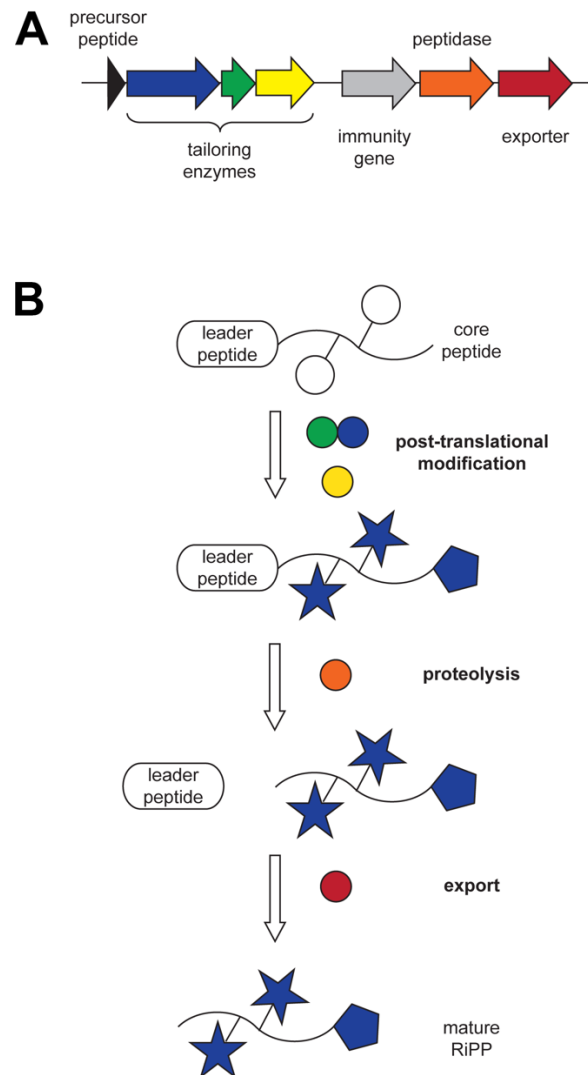 A
precursor
peptide
peptidase
tailoring
enzymes
immunity
gene
exporter
B
leader
peptide
core
peptide
post-translational
modification
leader
peptide
proteolysis
leader
peptide
export
mature
RiPP